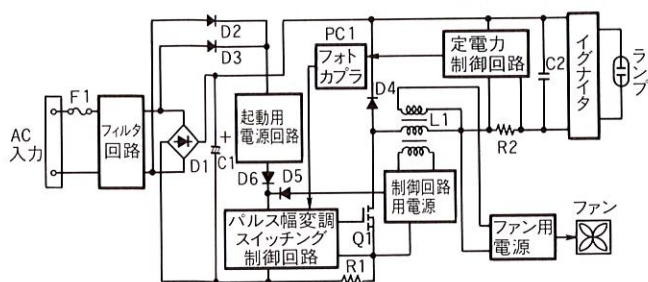 D2
D3
PC1
フォト
カプラ
定電力
制御回路
C2
イグナイタ
ランプ
F1
AC
入力
フィルタ
回路
D1
+
C1
起動用
電源回路
D4
L1
R2
D6
D5
制御回路
用電源
パルス幅変調
スイッチング
制御回路
Q1
R1
ファン用
電源
ファン